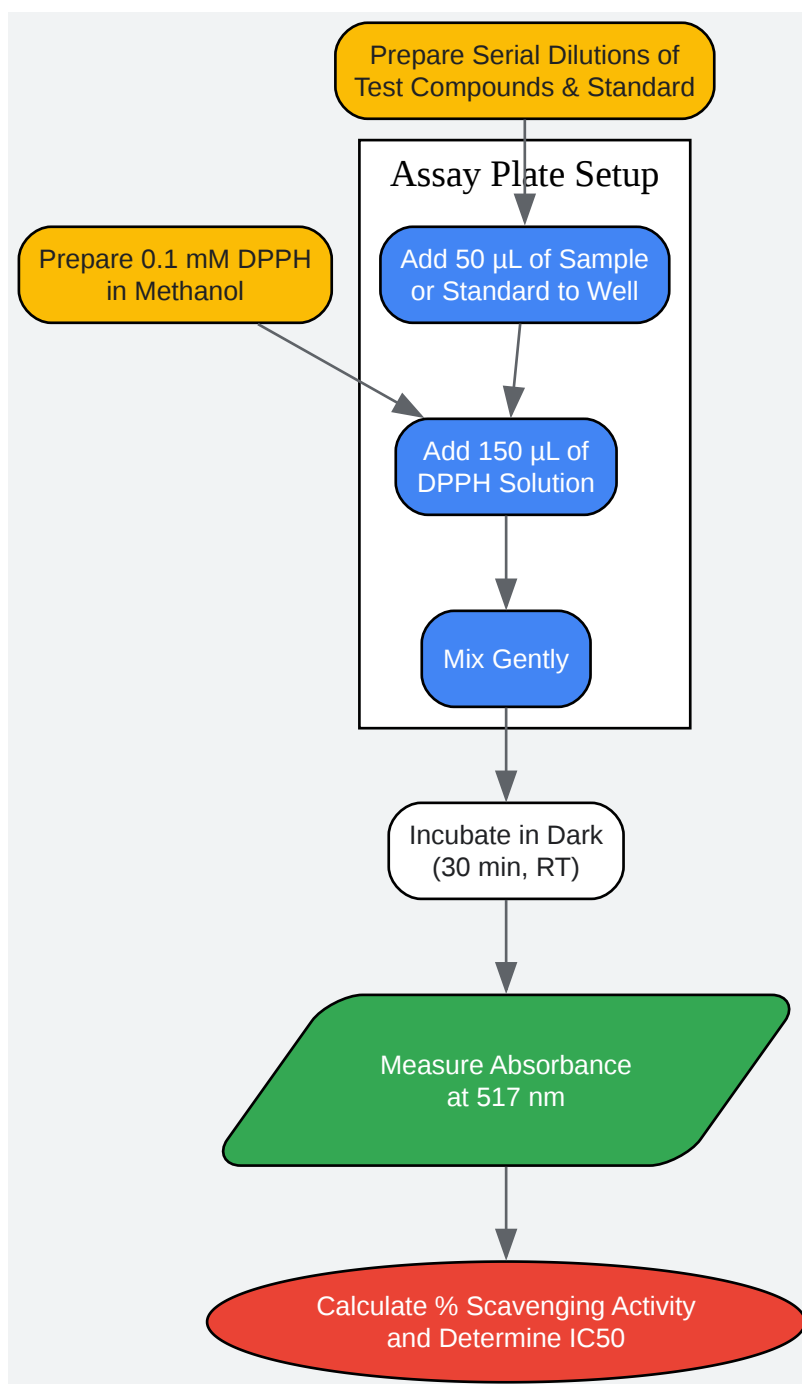 Prepare Serial Dilutions of
Test Compounds & Standard
Assay Plate Setup
Prepare 0.1 mM DPPH
in Methanol
Add 50 µL of Sample
or Standard to Well
Add 150 µL of
DPPH Solution
Mix Gently
Incubate in Dark
(30 min, RT)
Measure Absorbance
at 517 nm
Calculate % Scavenging Activity
and Determine IC50